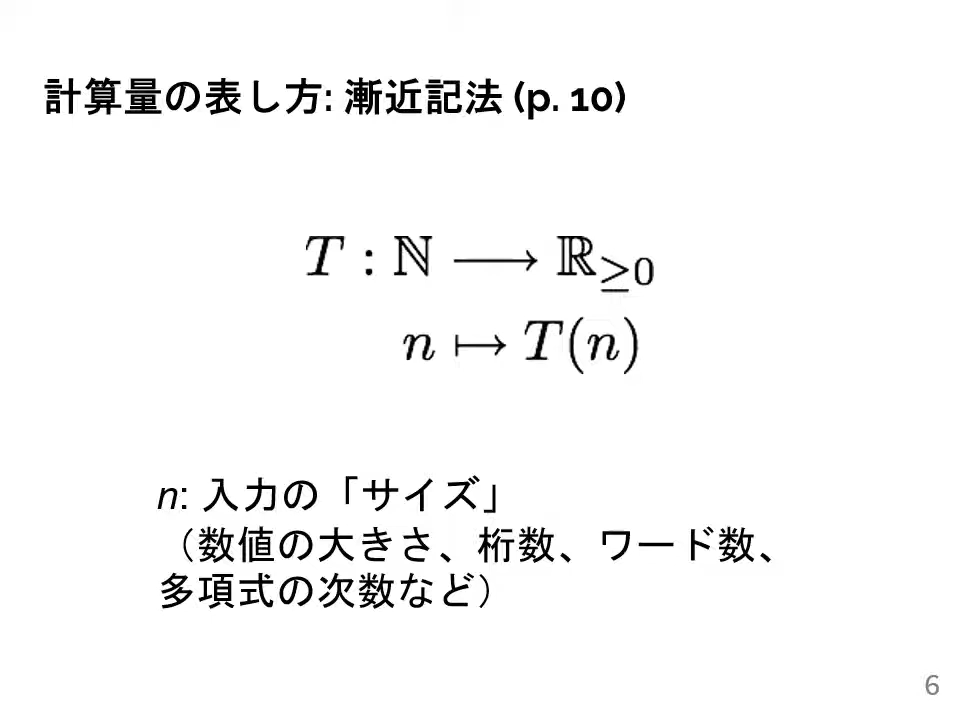 計算量の表し方: 漸近記法 (p. 10)
T : ℕ ⟶ ℝ≥0
n ↦ T(n)
n: 入力の「サイズ」
（数値の大きさ、桁数、ワード数、
多項式の次数など）
6